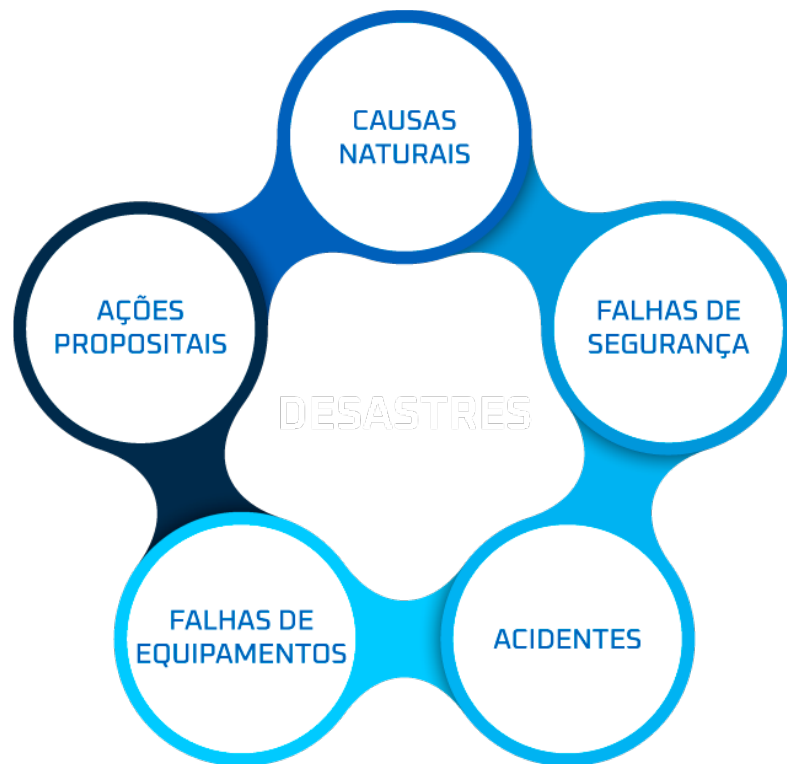 CAUSAS
NATURAIS
FALHAS DE
SEGURANÇA
ACIDENTES
FALHAS DE
EQUIPAMENTOS
AÇÕES
PROPOSITAIS
DESASTRES